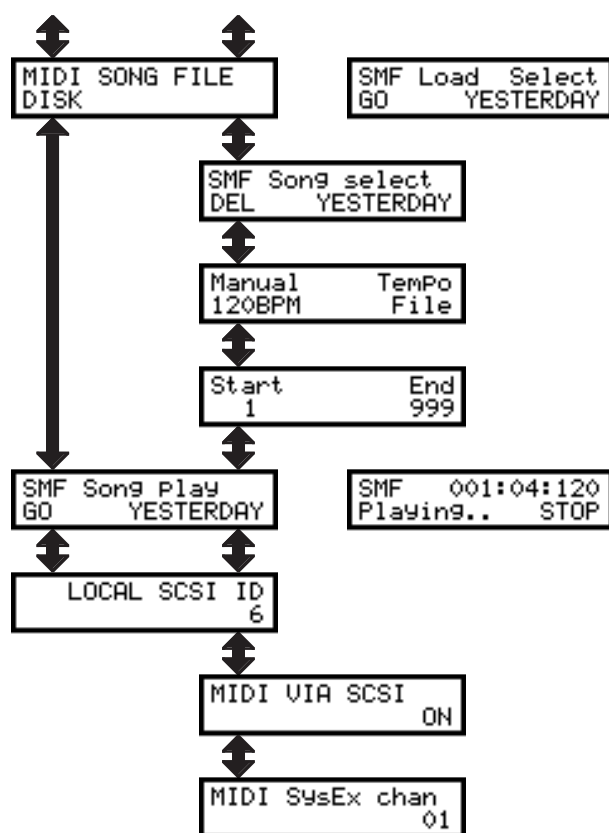 MIDI SONG FILE
DISK
SMF Load Select
GO YESTERDAY
SMF Song select
DEL YESTERDAY
Manual Tempo
120BPM File
Start End
1 999
SMF Song Play
GO YESTERDAY
SMF 001:04:120
Playing.. STOP
LOCAL SCSI ID
6
MIDI VIA SCSI
ON
MIDI SysEx chan
01